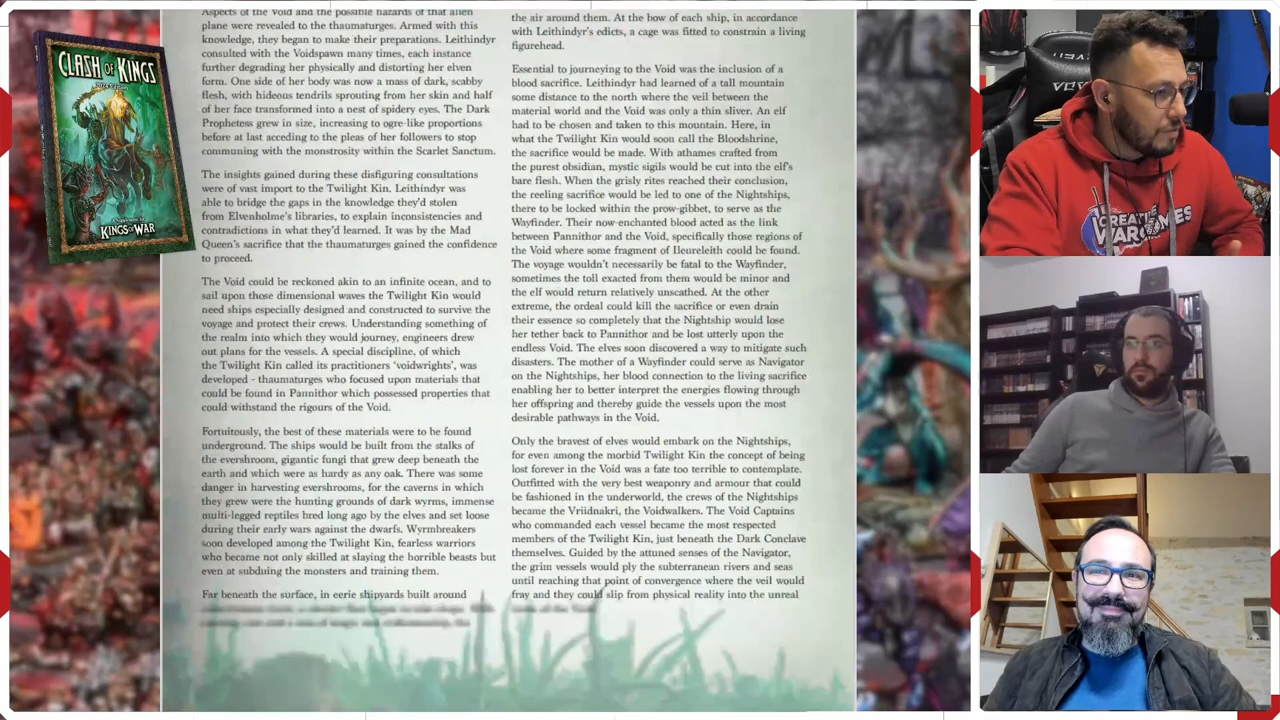 CLASH OF KINGS
KINGS OF WAR
Aspects of the Void and the possible hazards of that alien
plane were revealed to the thaumaturges. Armed with this
knowledge, they began to make their preparations. Leithindyr
consulted with the Voidspawn many times, each instance
further degrading her physically and distorting her elven
form. One side of her body was now a mass of dark, scabby
flesh, with hideous tendrils sprouting from her skin and half
of her face transformed into a nest of spidery eyes. The Dark
Prophetess grew in size, increasing to ogre-like proportions
before at last acceding to the pleas of her followers to stop
communing with the monstrosity within the Scarlet Sanctum.
The insights gained during these disfiguring consultations
were of vast import to the Twilight Kin. Leithindyr was
able to bridge the gaps in the knowledge they'd stolen
from Elvenholme's libraries, to explain inconsistencies and
contradictions in what they'd learned. It was by the Mad
Queen's sacrifice that the thaumaturges gained the confidence
to proceed.
The Void could be reckoned akin to an infinite ocean, and to
sail upon those dimensional waves the Twilight Kin would
need ships especially designed and constructed to survive the
voyage and protect their crews. Understanding something of
the realm into which they would journey, engineers drew
out plans for the vessels. A special discipline, of which
the Twilight Kin called its practitioners 'voidwrights', was
developed - thaumaturges who focused upon materials that
could be found in Pannithor which possessed properties that
could withstand the rigours of the Void.
Fortuitously, the best of these materials were to be found
underground. The ships would be built from the stalks of
the evershroom, gigantic fungi that grew deep beneath the
earth and which were as hardy as any oak. There was some
danger in harvesting evershrooms, for the caverns in which
they grew were the hunting grounds of dark wyrms, immense
multi-legged reptiles bred long ago by the elves and set loose
during their early wars against the dwarfs. Wyrmbreakers
soon developed among the Twilight Kin, fearless warriors
who became not only skilled at slaying the horrible beasts but
even at subduing the monsters and training them.
Far beneath the surface, in eerie shipyards built around
the air around them. At the bow of each ship, in accordance
with Leithindyr's edicts, a cage was fitted to constrain a living
figurehead.
Essential to journeying to the Void was the inclusion of a
blood sacrifice. Leithindyr had learned of a tall mountain
some distance to the north where the veil between the
material world and the Void was only a thin sliver. An elf
had to be chosen and taken to this mountain. Here, in
what the Twilight Kin would soon call the Bloodshrine,
the sacrifice would be made. With athames crafted from
the purest obsidian, mystic sigils would be cut into the elf's
bare flesh. When the grisly rites reached their conclusion,
the reeling sacrifice would be led to one of the Nightships,
there to be locked within the prow-gibbet, to serve as the
Wayfinder. Their now-enchanted blood acted as the link
between Pannithor and the Void, specifically those regions of
the Void where some fragment of Ileureleith could be found.
The voyage wouldn't necessarily be fatal to the Wayfinder,
sometimes the toll exacted from them would be minor and
the elf would return relatively unscathed. At the other
extreme, the ordeal could kill the sacrifice or even drain
their essence so completely that the Nightship would lose
her tether back to Pannithor and be lost utterly upon the
endless Void. The elves soon discovered a way to mitigate such
disasters. The mother of a Wayfinder could serve as Navigator
on the Nightships, her blood connection to the living sacrifice
enabling her to better interpret the energies flowing through
her offspring and thereby guide the vessels upon the most
desirable pathways in the Void.
Only the bravest of elves would embark on the Nightships,
for even among the morbid Twilight Kin the concept of being
lost forever in the Void was a fate too terrible to contemplate.
Outfitted with the very best weaponry and armour that could
be fashioned in the underworld, the crews of the Nightships
became the Vriidnakri, the Voidwalkers. The Void Captains
who commanded each vessel became the most respected
members of the Twilight Kin, just beneath the Dark Conclave
themselves. Guided by the attuned senses of the Navigator,
the grim vessels would ply the subterranean rivers and seas
until reaching that point of convergence where the veil would
fray and they could slip from physical reality into the unreal